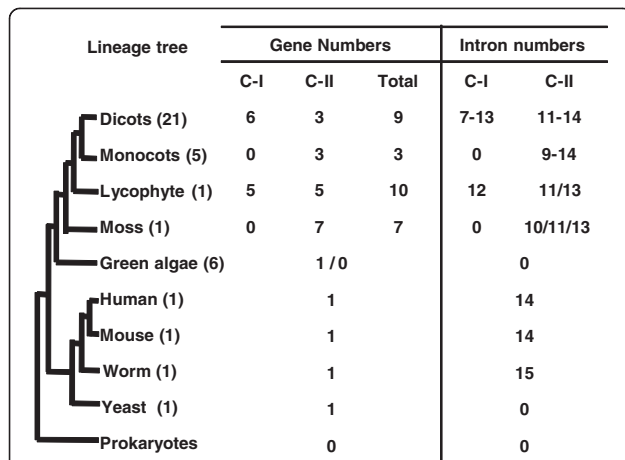 Lineage tree Gene Numbers Intron numbers
C-I C-II Total C-I C-II
Dicots (21) 6 3 9 7-13 11-14
Monocots (5) 0 3 3 0 9-14
Lycophyte (1) 5 5 10 12 11/13
Moss (1) 0 7 7 0 10/11/13
Green algae (6) 1 / 0 0
Human (1) 1 14
Mouse (1) 1 14
Worm (1) 1 15
Yeast (1) 1 0
Prokaryotes 0 0